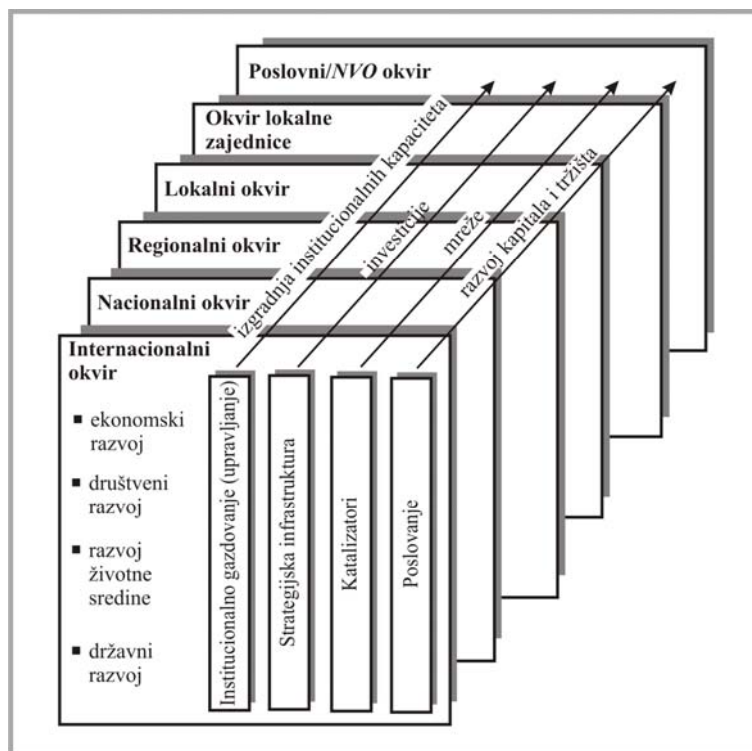 Poslovni/NVO okvir
Okvir lokalne
zajednice
Lokalni okvir
Regionalni okvir
Nacionalni okvir
Internacionalni
okvir
▪ ekonomski
razvoj
▪ društveni
razvoj
▪ razvoj
životne
sredine
▪ državni
razvoj
Institucionalno gazdovanje (upravljanje)
Strategijska infrastruktura
Katalizatori
Poslovanje
izgradnja institucionalnih kapaciteta
investicije
mreže
razvoj kapitala i tržišta